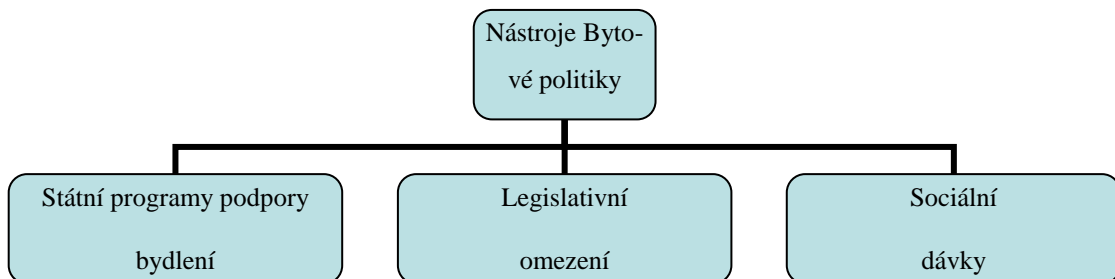 Nástroje Byto-
vé politiky
Státní programy podpory
bydlení
Legislativní
omezení
Sociální
dávky